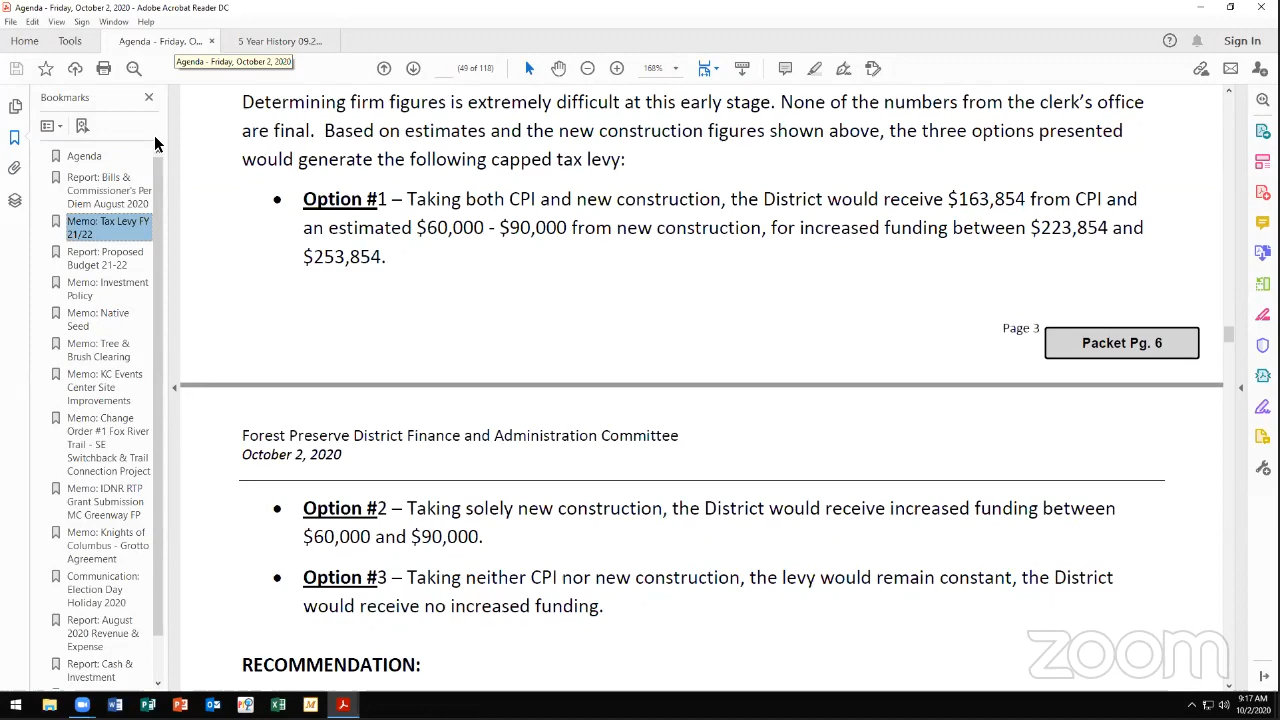 Agenda - Friday, October 2, 2020 - Adobe Acrobat Reader DC
File Edit View Sign Window Help
Home Tools Agenda - Friday, O... × 5 Year History 09.2... Sign In
Agenda - Friday, October 2, 2020
(49 of 118) 168%
Bookmarks
Agenda
Report: Bills &
Commissioner's Per
Diem August 2020
Memo: Tax Levy FY
21/22
Report: Proposed
Budget 21-22
Memo: Investment
Policy
Memo: Native
Seed
Memo: Tree &
Brush Clearing
Memo: KC Events
Center Site
Improvements
Memo: Change
Order #1 Fox River
Trail - SE
Switchback & Trail
Connection Project
Memo: IDNR RTP
Grant Submission
MC Greenway FP
Memo: Knights of
Columbus - Grotto
Agreement
Communication:
Election Day
Holiday 2020
Report: August
2020 Revenue &
Expense
Report: Cash &
Investment
Determining firm figures is extremely difficult at this early stage. None of the numbers from the clerk's office
are final. Based on estimates and the new construction figures shown above, the three options presented
would generate the following capped tax levy:
• Option #1 – Taking both CPI and new construction, the District would receive $163,854 from CPI and
an estimated $60,000 - $90,000 from new construction, for increased funding between $223,854 and
$253,854.
Page 3
Packet Pg. 6
Forest Preserve District Finance and Administration Committee
October 2, 2020
• Option #2 – Taking solely new construction, the District would receive increased funding between
$60,000 and $90,000.
• Option #3 – Taking neither CPI nor new construction, the levy would remain constant, the District
would receive no increased funding.
RECOMMENDATION:
zoom
9:17 AM
10/2/2020